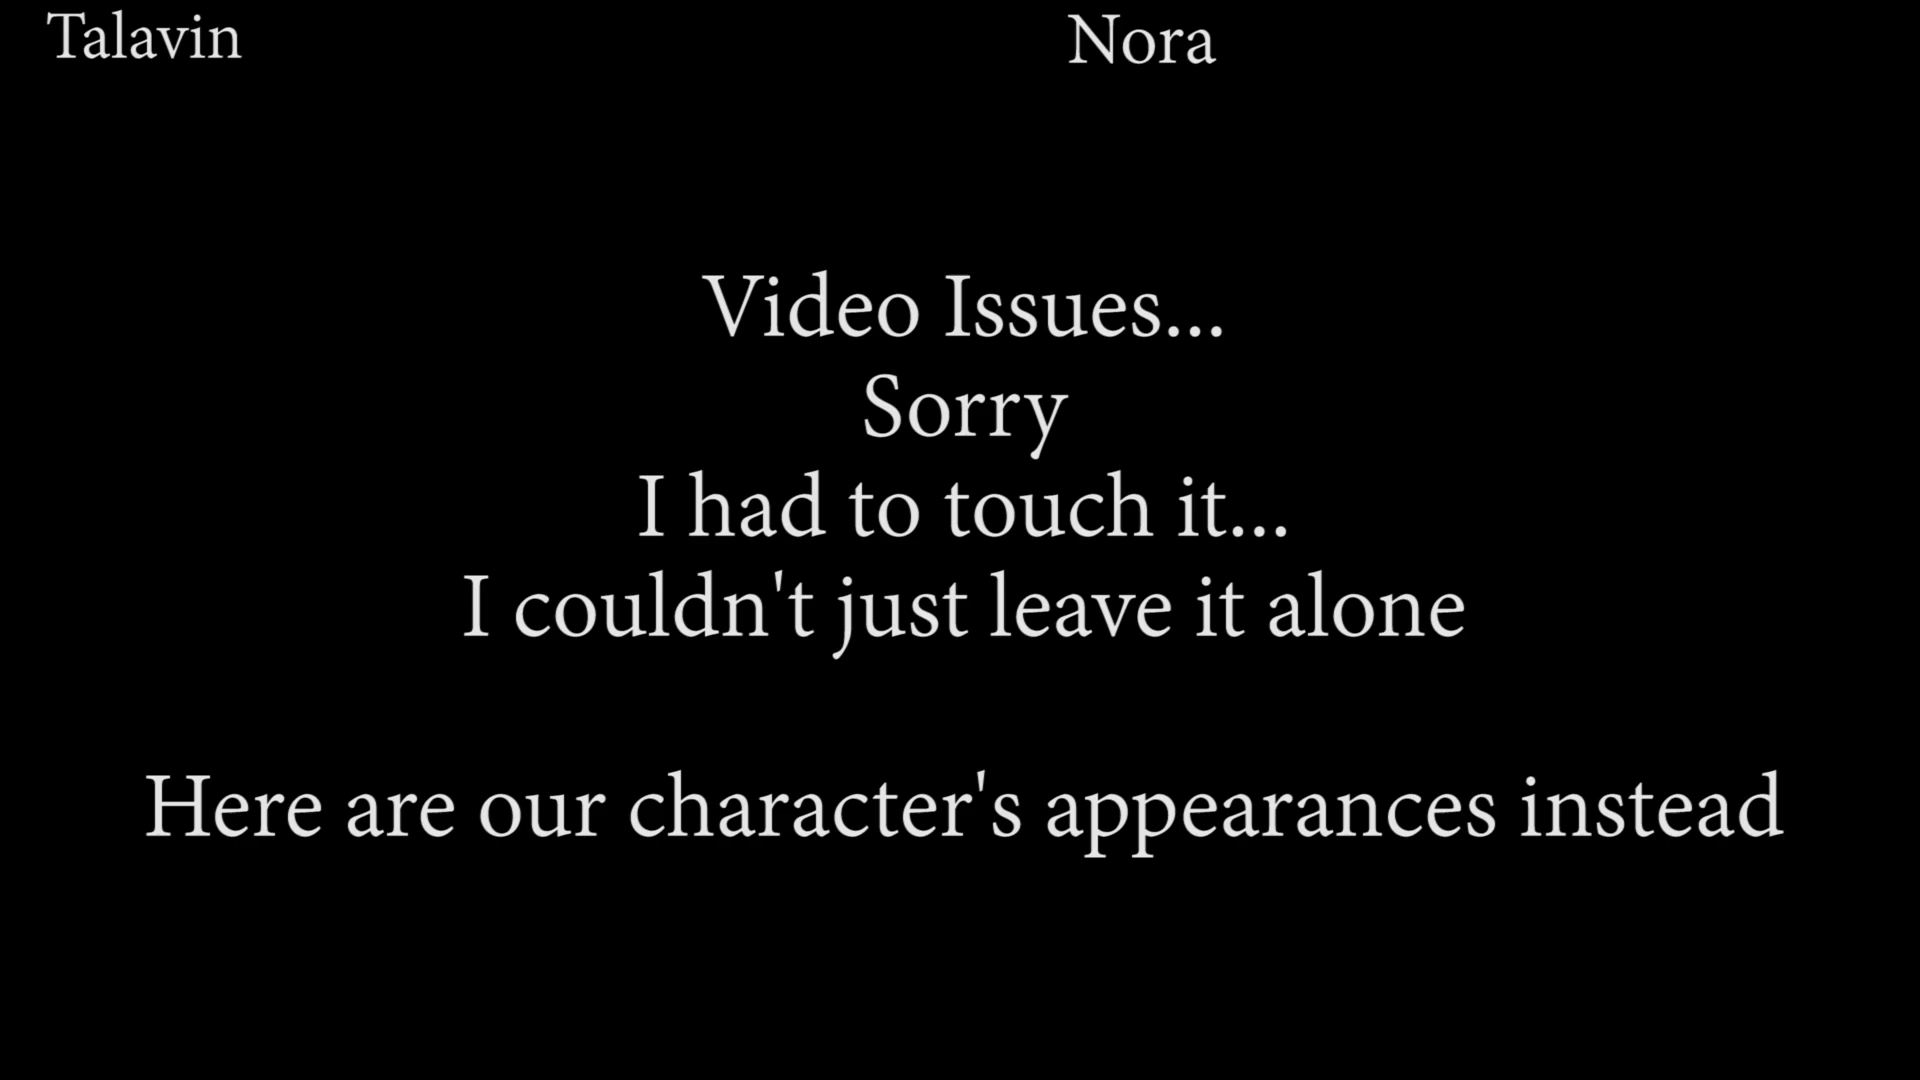 Talavin
Nora
Video Issues...
Sorry
I had to touch it...
I couldn't just leave it alone
Here are our character's appearances instead